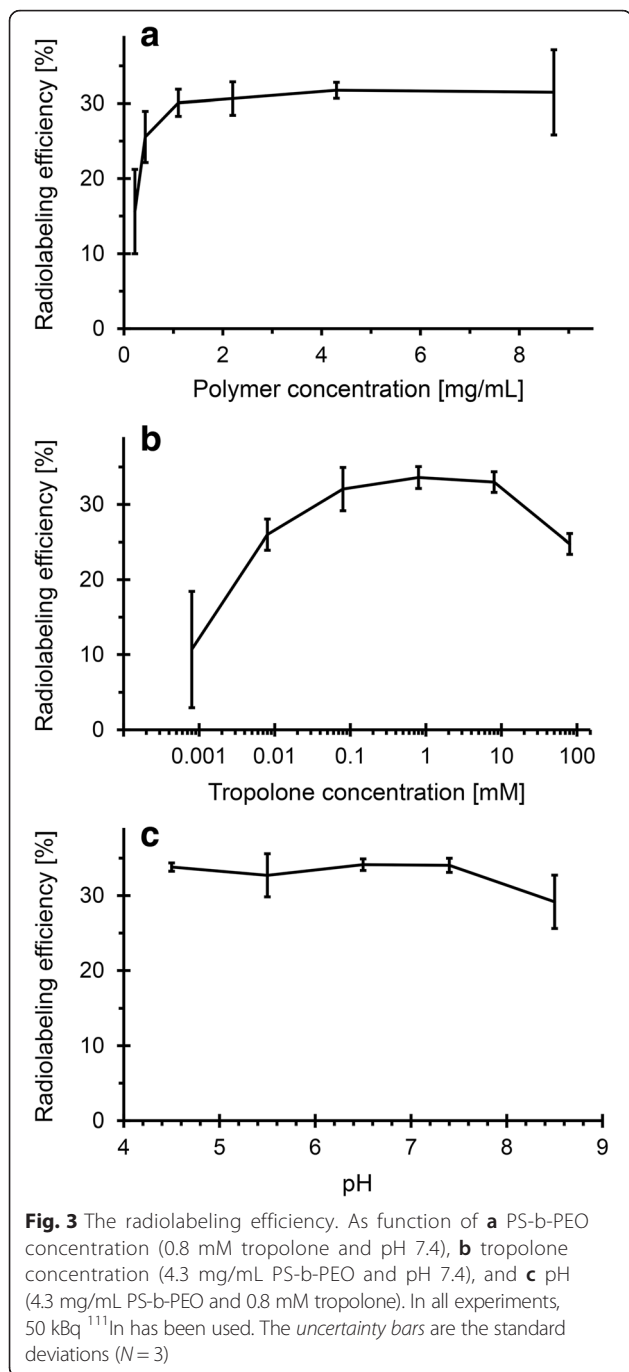 a
Radiolabeling efficiency [%]
30
20
10
0
0 2 4 6 8
Polymer concentration [mg/mL]
b
Radiolabeling efficiency [%]
30
20
10
0
0.001 0.01 0.1 1 10 100
Tropolone concentration [mM]
c
Radiolabeling efficiency [%]
30
20
10
0
4 5 6 7 8 9
pH
Fig. 3 The radiolabeling efficiency. As function of a PS-b-PEO
concentration (0.8 mM tropolone and pH 7.4), b tropolone
concentration (4.3 mg/mL PS-b-PEO and pH 7.4), and c pH
(4.3 mg/mL PS-b-PEO and 0.8 mM tropolone). In all experiments,
50 kBq ¹¹¹In has been used. The uncertainty bars are the standard
deviations (N = 3)